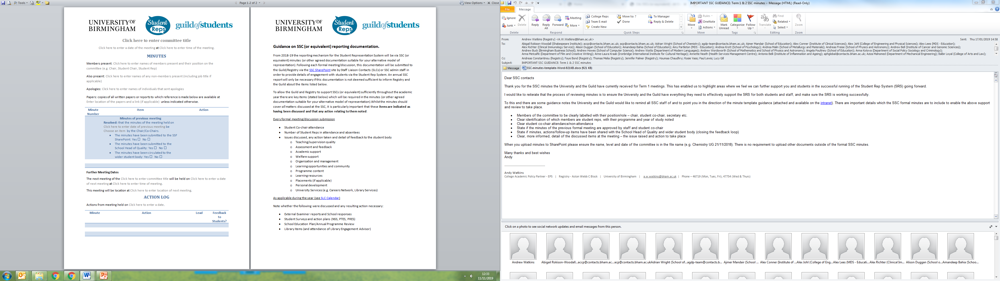 Tools
Page 1-2 of 2
View Options
Close
UNIVERSITY OF
BIRMINGHAM
Student
Reps
guildofstudents
Click here to enter committee title
Click here to enter a date of the meeting at Click here to enter time of the meeting.
MINUTES
Members present: Click here to enter names of members present and their position on the
committee (e.g. Chair, Student Chair, Student Rep)
Also present: Click here to enter names of any non-members present (including job title if
applicable)
Apologies: Click here to enter names of individuals that sent apologies
Papers: copies of all written papers or reports to which reference is made below are available at
Enter location of the papers and a link (if applicable) unless indicated otherwise.
Minute Number
Item
Action
Minutes of previous meeting
Resolved: that the minutes of the meeting held on
Click here to enter date of previous meeting be
Choose an item by the Chair/Co-Chairs.
• The minutes have been submitted to the SSF
SharePoint: Yes ☐ No ☐
• The minutes have been submitted to the
School Head of Quality: Yes ☐ No ☐
• The minutes have been circulated to the
wider student body: Yes ☐ No ☐
Further Meeting Dates
The next meeting of the Click here to enter committee title will be held on Click here to enter a date
of next meeting at Click here to enter time of meeting.
This meeting will be location at Click here to enter location of next meeting.
ACTION LOG
Actions from meeting held on Click here to enter a date.
Minute
Action
Lead
Feedback
to
Students?
UNIVERSITY OF
BIRMINGHAM
Student
Reps
guildofstudents
Guidance on SSC (or equivalent) reporting documentation.
From 2018-19 the reporting mechanism for the Student Representation System will be via SSC (or
equivalent) minutes (or other agreed documentation suitable for your alternative model of
representation). Following each formal meeting/discussion, this documentation will be submitted to
the Guild/Registry via the SSC SharePoint site by Staff Liaison Contacts (SLCs) or SSC admin staff in
order to provide details of engagement with students via the Student Rep System. An annual SSC
report will only be necessary if this documentation is not deemed sufficient to inform Registry and
the Guild about the items listed below.
To allow the Guild and Registry to support SSCs (or equivalent) sufficiently throughout the academic
year there are key items (stated below) which will be required in the minutes (or other agreed
documentation suitable for your alternative model of representation).Whilst the minutes should
cover all matters discussed at the SSC, it is particularly important that these items are indicated as
having been discussed and that any action relating to them noted:
Every formal meeting/discussion submission
• Student Co-chair attendance
• Number of Student Reps in attendance and absentees
• Issues discussed, any action taken and detail of feedback to the student body
o Teaching/supervision quality
o Assessment and feedback
o Academic support
o Welfare support
o Organisation and management
o Learning opportunities and community
o Programme content
o Learning resources
o Placements (if applicable)
o Personal development
o University Services (e.g. Careers Network, Library Services)
As applicable during the year (see SLC Calendar)
Note whether the following were discussed and any resulting action necessary:
• External Examiner reports and School responses
• Student Surveys and action plans (NSS, PTES, PRES)
• School Education Plan/Annual Programme Review
• Library items (and attendance of Library Engagement Advisor)
12:33
11/11/2019
IMPORTANT SSC GUIDANCE: Term 1 & 2 SSC minutes - Message (HTML) (Read-Only)
File
Message
Ignore
Junk
Delete
Delete
Reply
Reply All
Forward
Meeting
More
Respond
College Reps
Move to: ?
To Manager
Team E-mail
Done
Reply & Delete
Create New
Quick Steps
Move
Rules
OneNote
Actions
Move
Mark Unread
Categorize
Follow Up
Tags
Translate
Find
Related
Select
Editing
Zoom
Zoom
From: Andrew Watkins (Registry) <A.W.Watkins@bham.ac.uk>
Sent: Thu 17/01/2019 14:58
To: Abigail Rokison-Woodall (Shakespeare Institute); accp@contacts.bham.ac.uk; acp@contacts.bham.ac.uk; Adrian Wright (School of Chemistry); agdp-team@contacts.bham.ac.uk; Ajmer Mandair (School of Education); Alex Conner (Institute of Clinical Sciences); Alex Johl (College of Engineering and Physical Sciences); Alex Lees (MDS - Education);
Alex Richter (Clinical Immunology Service); Alison Duggan (School of Education); Amandeep Bahia (School of Education); Amy Partleton (MDS - Education); Andrea Krott (School of Psychology); Andrea Malin (School of Metallurgy and Materials); Andreas Freise (School of Physics and Astronomy); Andrew Bell (Institute of Cancer and Genomic Sciences);
Andrew Buck (Birmingham Business School); Andrew Howes (School of Computer Science); Andrew Watts (Department of Modern Languages); Andrew Wordsworth (School of Mathematics and School of Physics and Astronomy); Angela Poultney (School of Education); Anna Kotova (Department of Social Policy Sociology and Criminology);
Anna Metcalfe (Department of Film and Creative Writing); Anne-Laura Kraak (Ironbridge International Institute for Cultural Heritage); Annette Neath (Health Services Management Centre); Antonio Belli (Institute of Inflammation and Ageing); aphglobal@contacts.bham.ac.uk; Aziza Mahomed (Department of Mechanical Engineering); Balbir Loyal (College of Arts and Law);
Cc: Andreas Constantinou (Registry); Faye Bond (Registry); Thomas Melia (Registry); Jennifer Palmer (Registry); Houmaa Chaudhry; Rosie Vass; Paul Lewis; Lucy Gill
Subject: IMPORTANT SSC GUIDANCE: Term 1 & 2 SSC minutes
Message
SSC-minutes-template-Word-921KB.docx (921 KB)
Dear SSC contacts
Thank you for the SSC minutes the University and the Guild have currently received for Term 1 meetings. This has enabled us to highlight areas where we feel we can further support you and students in the successful running of the Student Rep System (SRS) going forward.
I would like to reiterate that the process of reviewing minutes is to ensure the University and the Guild have everything they need to effectively support the SRS for both students and staff, and make sure the SRS is working successfully.
To this end there are some guidance notes the University and the Guild would like to remind all SSC staff of and to point you in the direction of the minute template guidance (attached and available on the intranet). There are important details which the SSC formal minutes are to include to enable the above support
and review to take place.
• Members of the committee to be clearly labelled with their position/role – chair, student co-chair, secretary etc.
• Clear identification of which members are student reps, with their programme and year of study noted
• Clear student co-chair attendance/non-attendance
• State if the minutes of the previous formal meeting are approved by staff and student co-chair
• State if minutes, actions/follow-up items have been shared with the School Head of Quality and wider student body (closing the feedback loop)
• Clear, more informed, detail of the discussed items at the meeting – the issue raised and action to take place
When you upload minutes to SharePoint please ensure the name, level and date of the committee is in the file name (e.g. Chemistry UG 21/11/2018). There is no requirement to upload other documents outside of the formal SSC minutes.
Many thanks and best wishes
Andy
----------------------------------------
Andy Watkins
College Academic Policy Partner - EPS | Registry - Aston Webb C Block | University of Birmingham | a.w.watkins@bham.ac.uk | Phone – 46719 (Mon, Tues, Fri); 47754 (Wed & Thurs)
Click on a photo to see social network updates and email messages from this person.
Andrew Watkins
Abigail Rokison-Woodall...
accp@contacts.bham.ac...
acp@contacts.bham.ac.uk
Adrian Wright (School of...
agdp-team@contacts.b...
Ajmer Mandair (School ...
Alex Conner (Institute of ...
Alex Johl (College of Eng...
Alex Lees (MDS - Educati...
Alex Richter (Clinical Im...
Alison Duggan (School o...
Amandeep Bahia (Schoo...